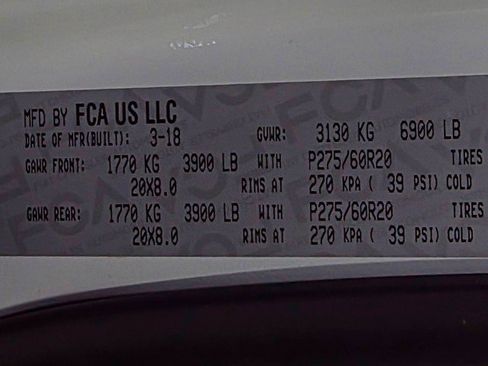 MFD BY FCA US LLC
DATE OF MFR(BUILT): 3-18 GVWR: 3130 KG 6900 LB
GAWR FRONT: 1770 KG 3900 LB WITH P275/60R20 TIRES
20X8.0 RIMS AT 270 KPA ( 39 PSI) COLD
GAWR REAR: 1770 KG 3900 LB WITH P275/60R20 TIRES
20X8.0 RIMS AT 270 KPA ( 39 PSI) COLD